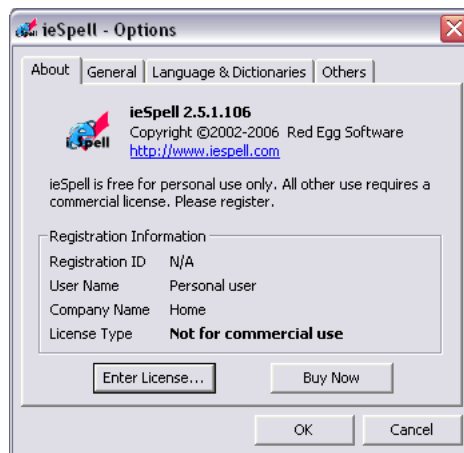 ieSpell - Options
About General Language & Dictionaries Others
ieSpell 2.5.1.106
Copyright ©2002-2006 Red Egg Software
http://www.iespell.com
ieSpell
ieSpell is free for personal use only. All other use requires a
commercial license. Please register.
Registration Information
Registration ID N/A
User Name Personal user
Company Name Home
License Type Not for commercial use
Enter License... Buy Now
OK Cancel